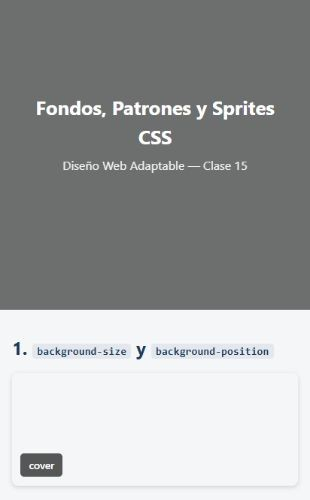 Fondos, Patrones y Sprites
CSS
Diseño Web Adaptable — Clase 15
1. background-size y background-position
cover